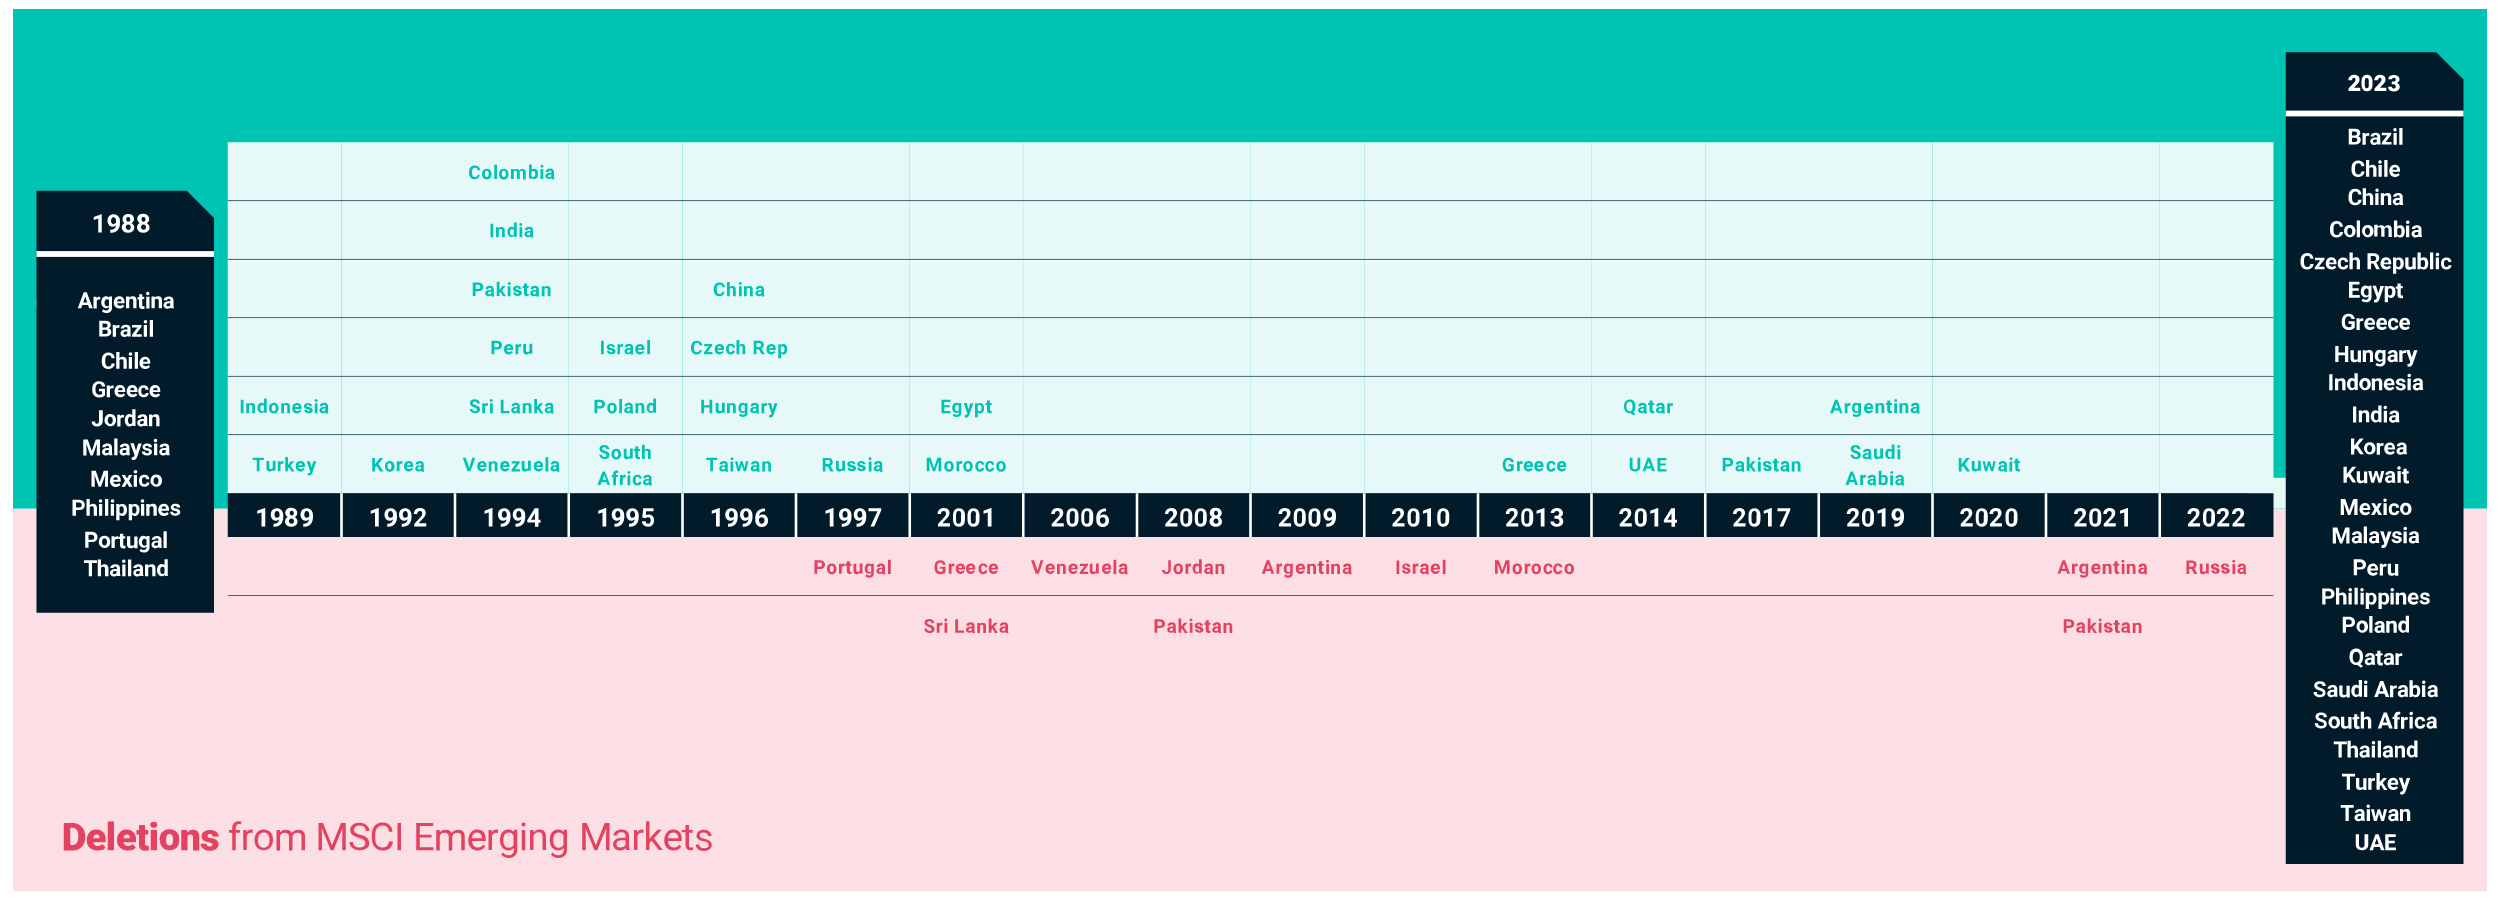 1988
Argentina
Brazil
Chile
Greece
Jordan
Malaysia
Mexico
Philippines
Portugal
Thailand
Colombia
India
Pakistan China
Peru Israel Czech Rep
Indonesia Sri Lanka Poland Hungary Egypt Qatar Argentina
Turkey Korea Venezuela South Africa Taiwan Russia Morocco Greece UAE Pakistan Saudi Arabia Kuwait
1989 1992 1994 1995 1996 1997 2001 2006 2008 2009 2010 2013 2014 2017 2019 2020 2021 2022
Portugal Greece Venezuela Jordan Argentina Israel Morocco Argentina Russia
Sri Lanka Pakistan Pakistan
Deletions from MSCI Emerging Markets
2023
Brazil
Chile
China
Colombia
Czech Republic
Egypt
Greece
Hungary
Indonesia
India
Korea
Kuwait
Mexico
Malaysia
Peru
Philippines
Poland
Qatar
Saudi Arabia
South Africa
Thailand
Turkey
Taiwan
UAE